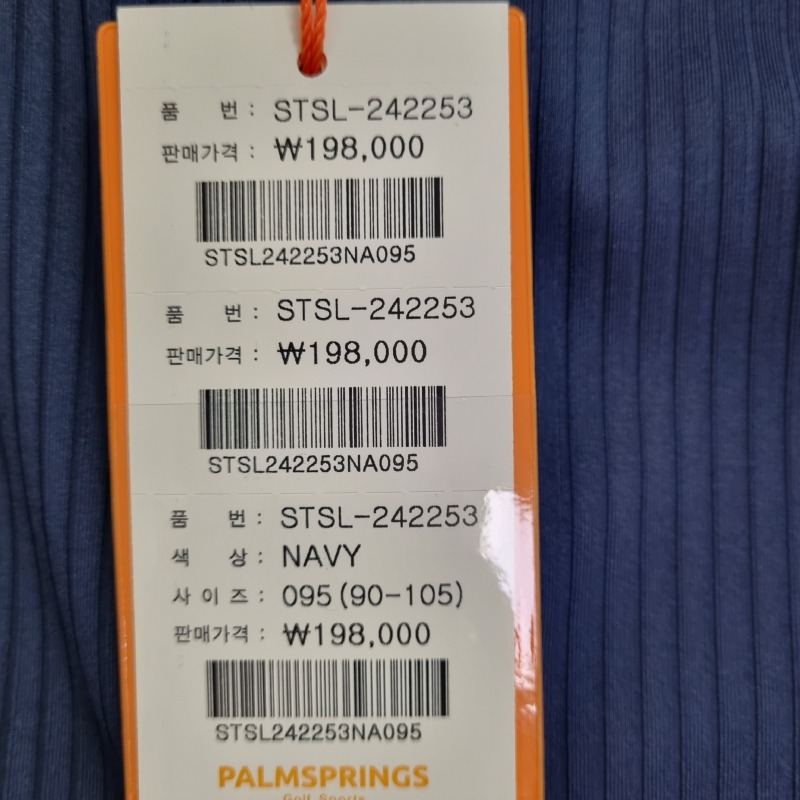 품 번 : STSL-242253
판매가격 : ₩198,000
STSL242253NA095
품 번 : STSL-242253
판매가격 : ₩198,000
STSL242253NA095
품 번 : STSL-242253
색 상 : NAVY
사 이 즈 : 095(90-105)
판매가격 : ₩198,000
STSL242253NA095
PALMSPRINGS
Golf Sports